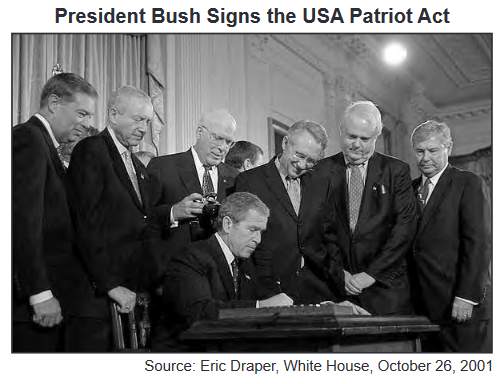 President Bush Signs the USA Patriot Act
Source: Eric Draper, White House, October 26, 2001